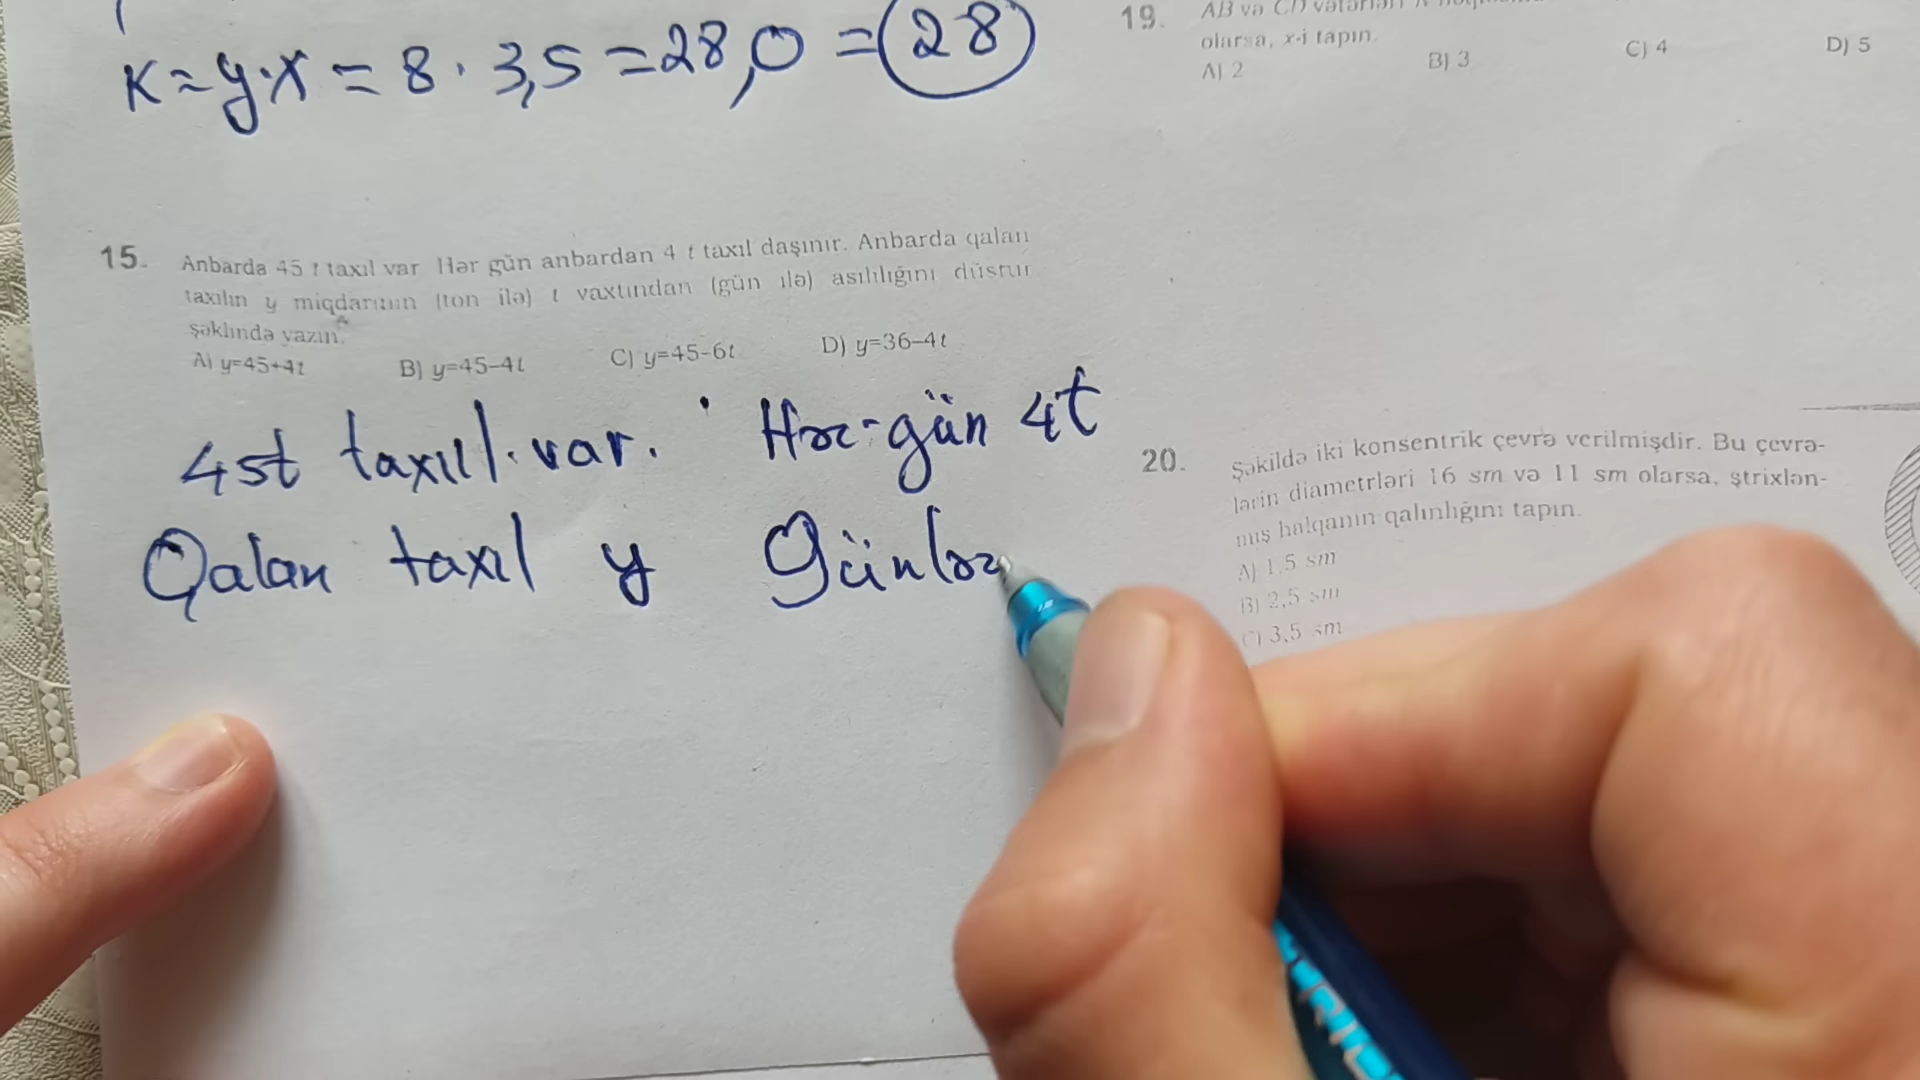 K = y·x = 8 · 3,5 = 28,0 = 28
15. Anbarda 45 t taxıl var Hər gün anbardan 4 t taxıl daşınır. Anbarda qalan
taxılın y miqdarının (ton ilə) t vaxtından (gün ilə) asılılığını düstur
şəklində yazın.
A) y=45+4t B) y=45-4t C) y=45-6t D) y=36-4t
45t taxıll. var. Hər-gün 4t
Qalan taxıl y Günlər
19. AB və CD vətərləri
olarsa, x-i tapın.
A) 2 B) 3 C) 4 D) 5
20. Şəkildə iki konsentrik çevrə verilmişdir. Bu çevrə-
lərin diametrləri 16 sm və 11 sm olarsa, ştrixlən-
miş halqanın qalınlığını tapın.
A) 1,5 sm
B) 2,5 sm
C) 3,5 sm